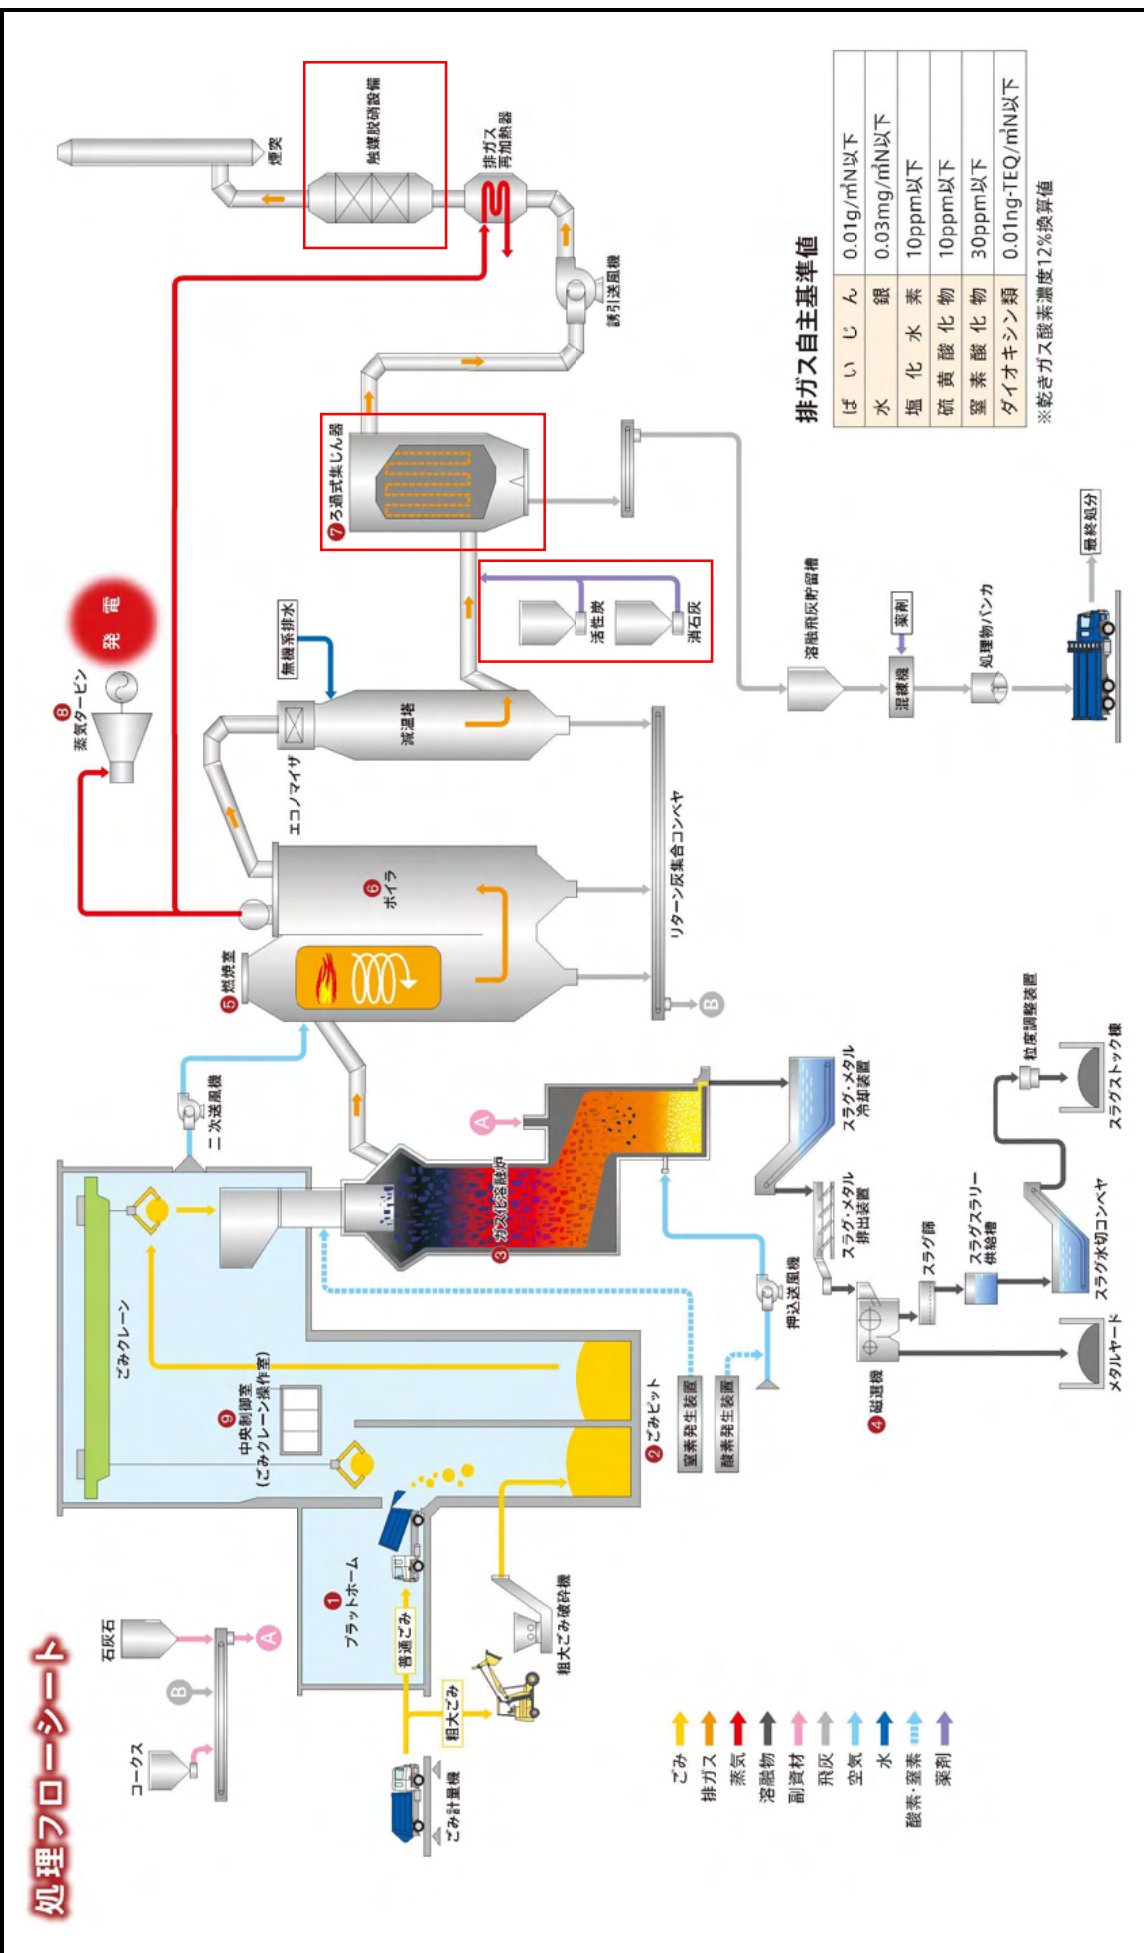 処理フローシート
コークス
石灰石
B
A
ごみ計量機
普通ごみ
粗大ごみ
1
プラットホーム
粗大ごみ破砕機
ごみクレーン
9
中央制御室
(ごみクレーン操作室)
2 ごみピット
窒素発生装置
酸素発生装置
押込送風機
二次送風機
A
3 ガス化溶融炉
スラグ・メタル
冷却装置
スラグ・メタル
排出装置
4 磁選機
スラグ篩
スラグスラリー
供給槽
スラグ水切コンベヤ
粒度調整装置
スラグストック棟
メタルヤード
5 燃焼室
6
ボイラ
エコノマイザ
減温塔
無機系排水
リターン灰集合コンベヤ
B
8
蒸気タービン
発電
活性炭
消石灰
7 ろ過式集じん器
誘引送風機
排ガス
再加熱器
触媒脱硝設備
煙突
溶融飛灰貯留槽
混練機
薬剤
処理物バンカ
最終処分
排ガス自主基準値
ばいじん 0.01g/㎥N以下
水銀 0.03mg/㎥N以下
塩化水素 10ppm以下
硫黄酸化物 10ppm以下
窒素酸化物 30ppm以下
ダイオキシン類 0.01ng-TEQ/㎥N以下
※乾きガス酸素濃度12%換算値
ごみ
排ガス
蒸気
溶融物
副資材
飛灰
空気
水
酸素・窒素
薬剤